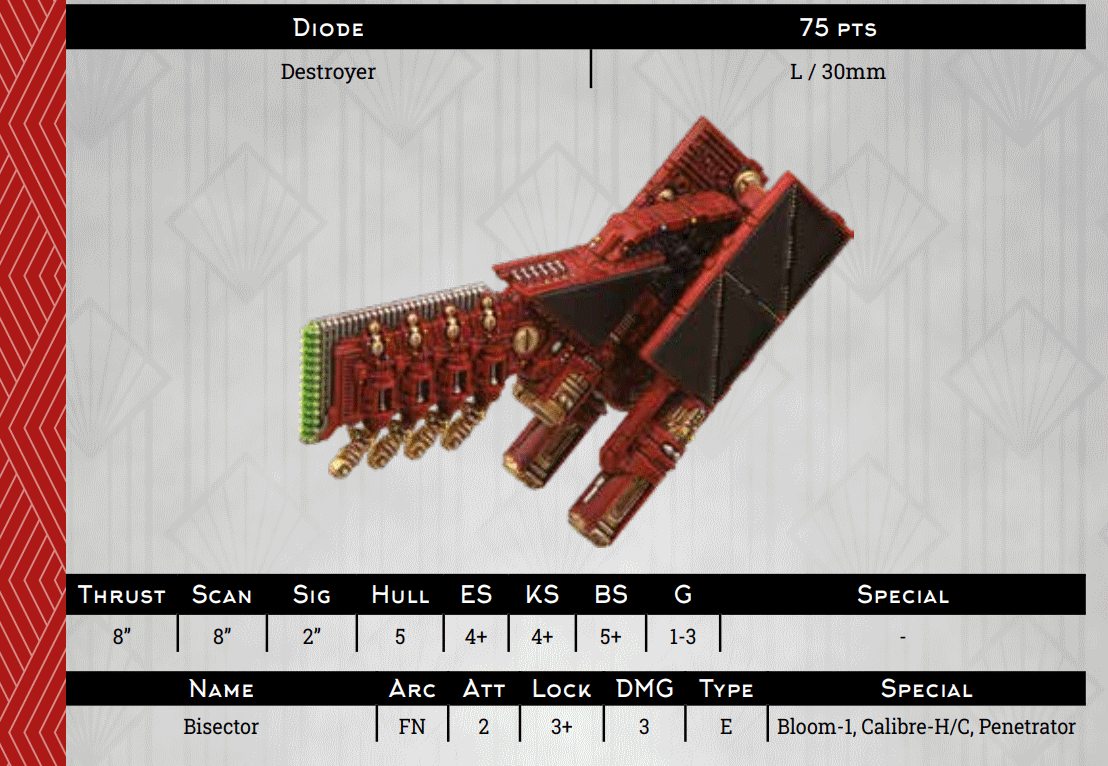 Diode 75 pts
Destroyer L / 30mm
Thrust Scan Sig Hull ES KS BS G Special
8” 8” 2” 5 4+ 4+ 5+ 1-3 -
Name Arc Att Lock DMG Type Special
Bisector FN 2 3+ 3 E Bloom-1, Calibre-H/C, Penetrator